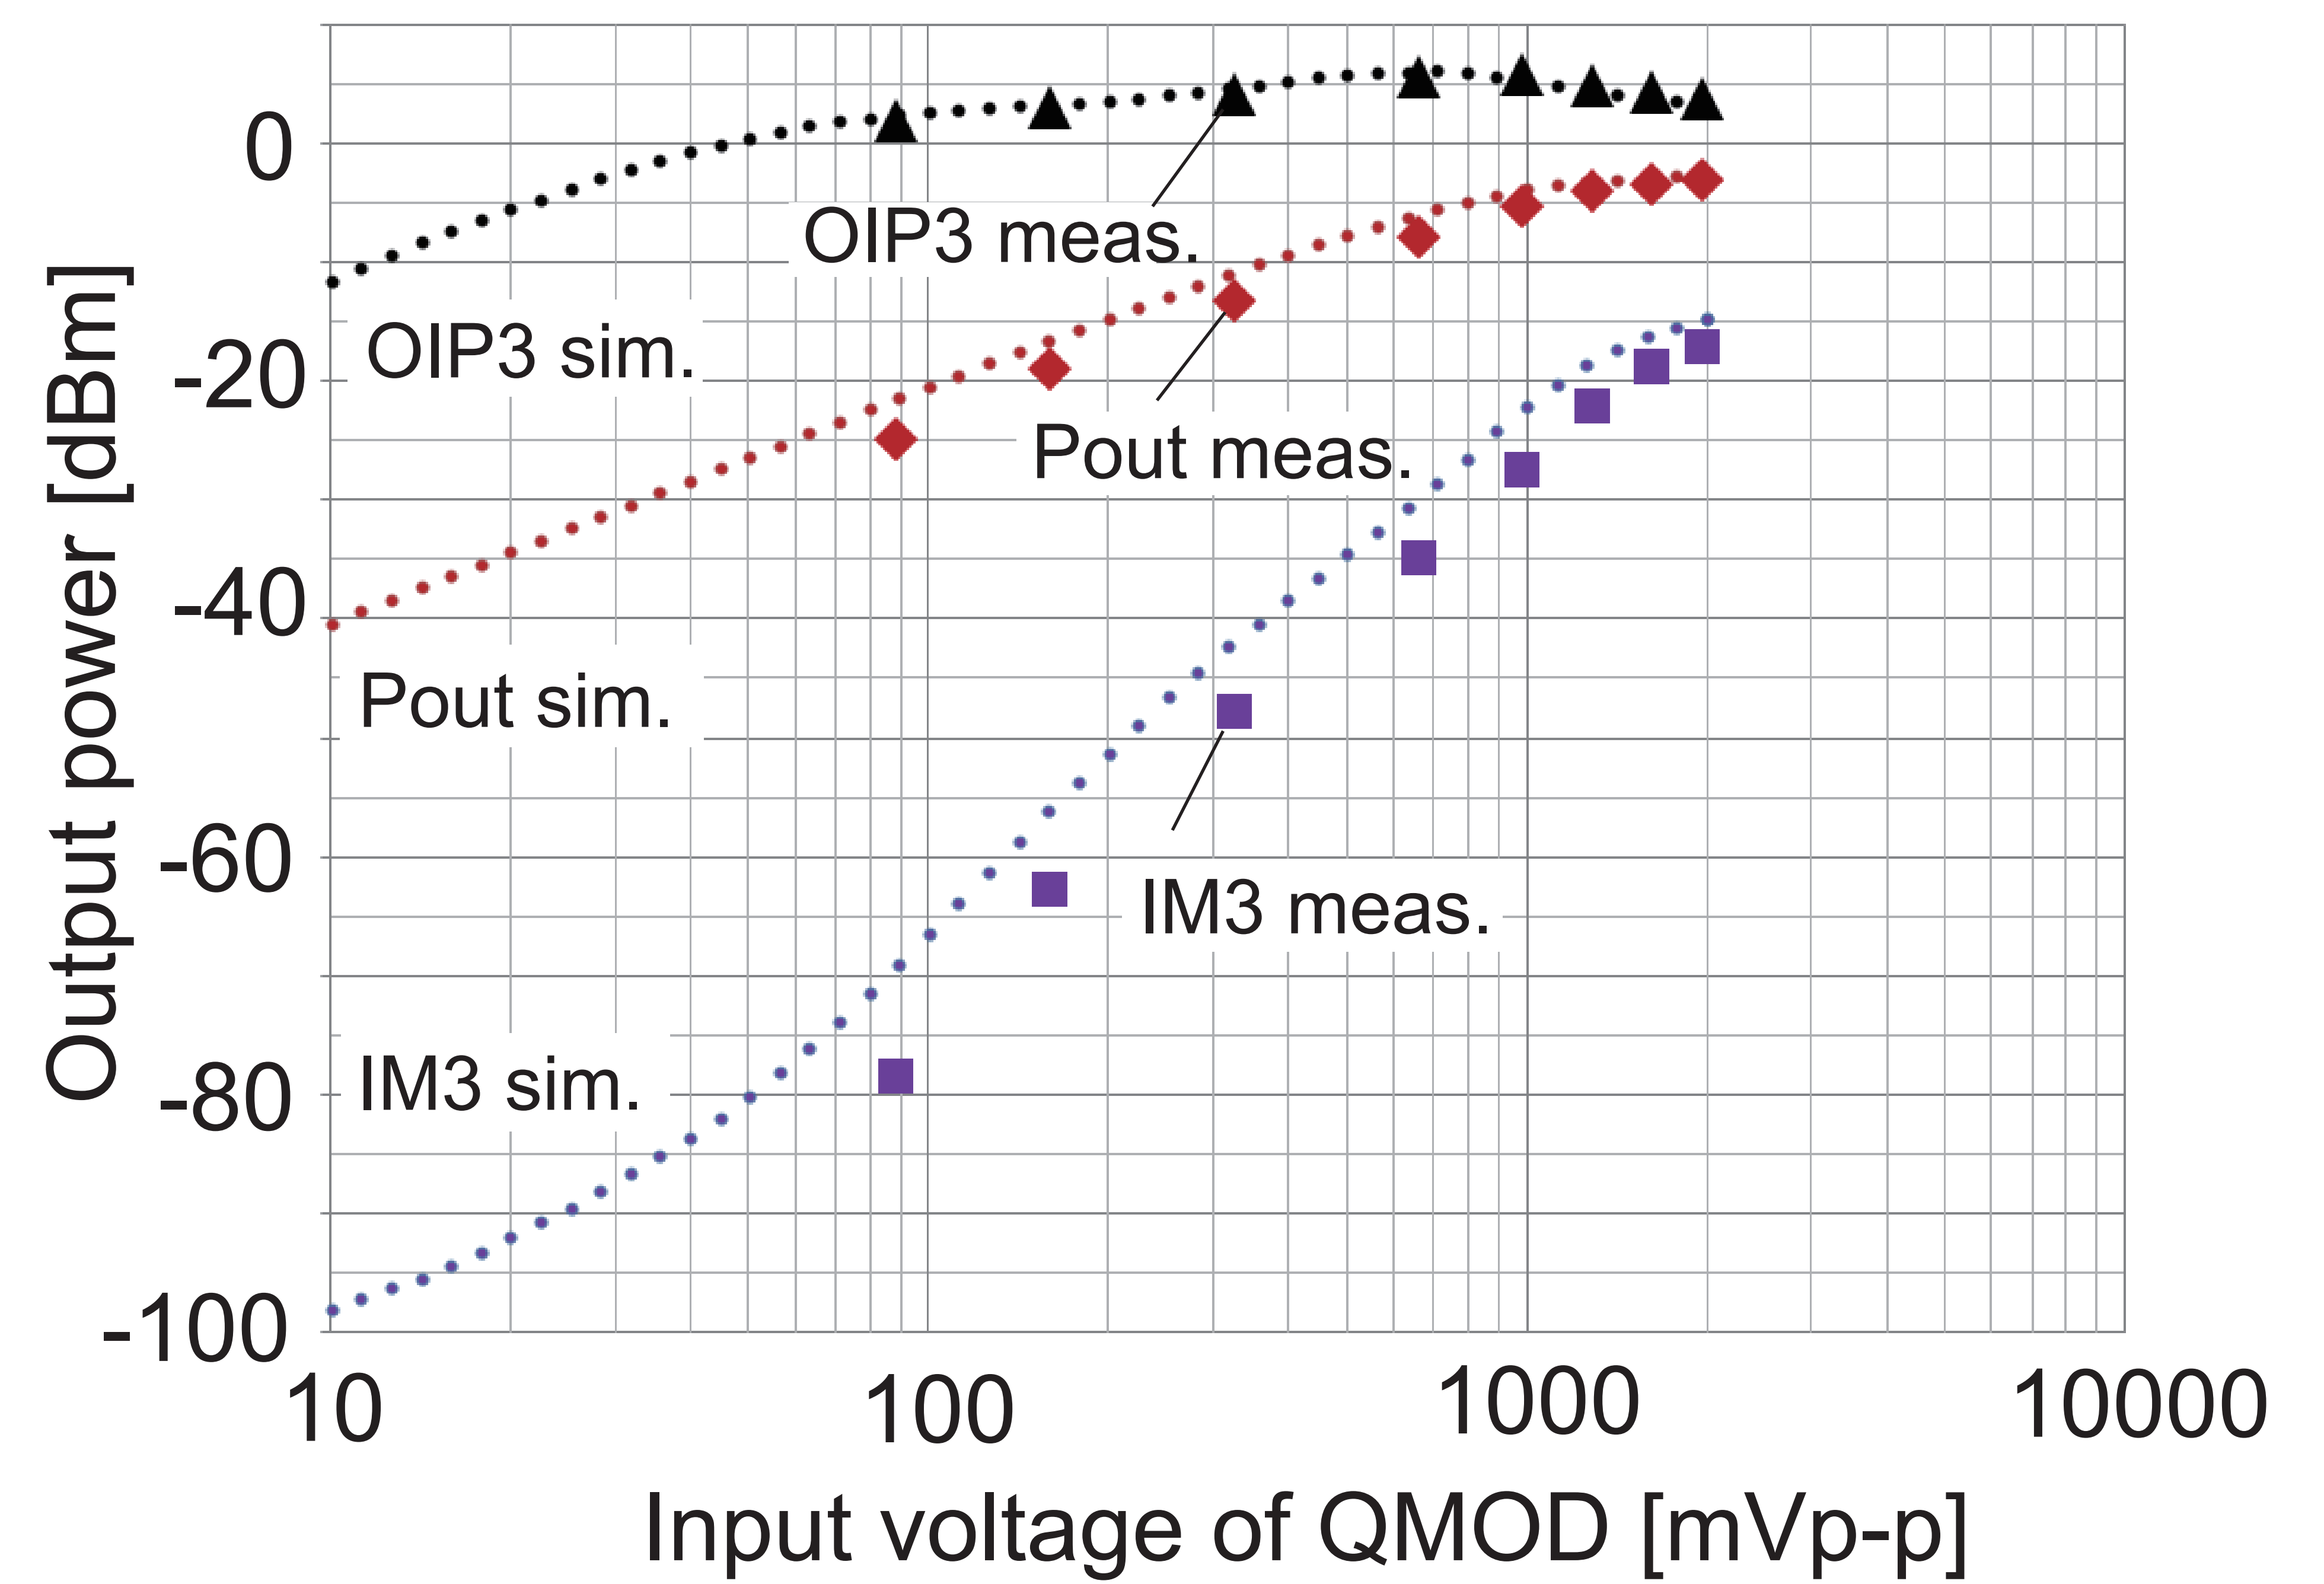 0
OIP3 meas.
OIP3 sim.
-20
Pout meas.
-40
Pout sim.
-60
IM3 meas.
IM3 sim.
-80
-100
Output power [dBm]
10
100
1000
10000
Input voltage of QMOD [mVp-p]